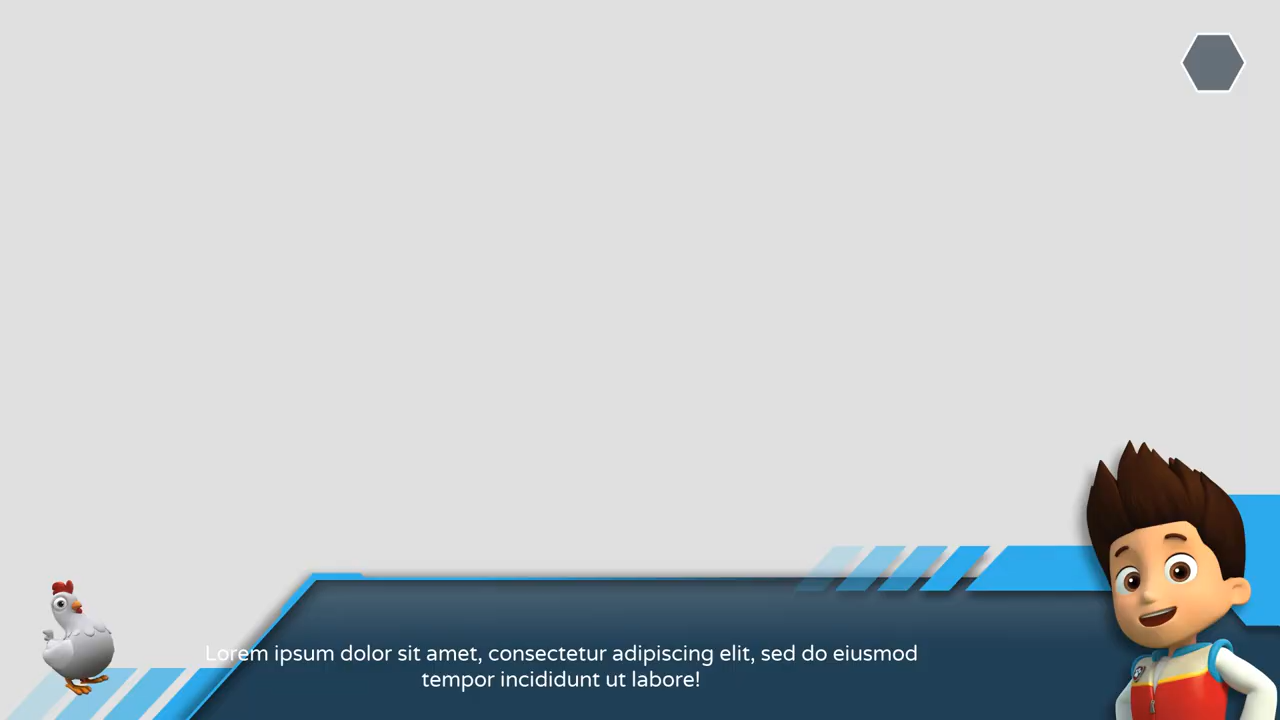 Lorem ipsum dolor sit amet, consectetur adipiscing elit, sed do eiusmod
tempor incididunt ut labore!